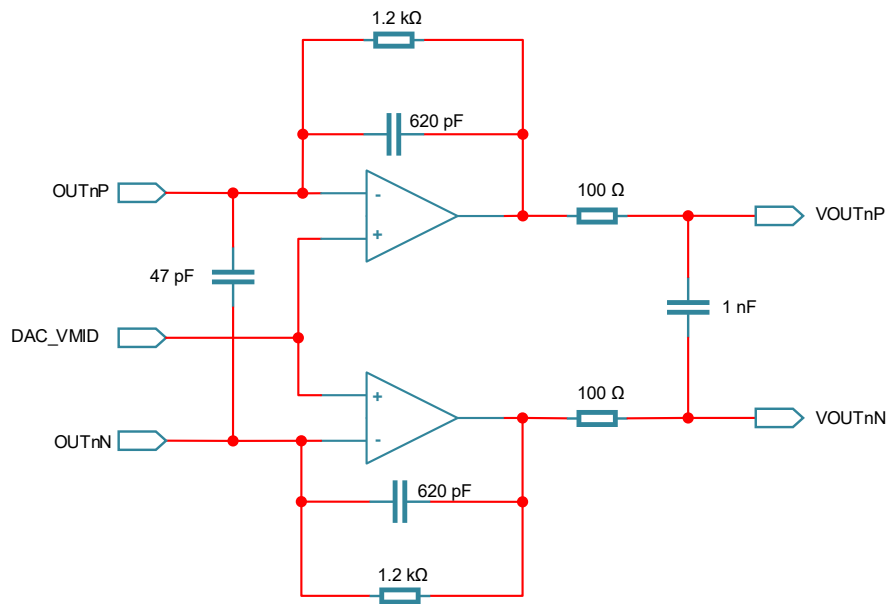 1.2 kΩ
620 pF
OUTnP
-
100 Ω
VOUTnP
+
47 pF
1 nF
DAC_VMID
+
100 Ω
VOUTnN
OUTnN
-
620 pF
1.2 kΩ